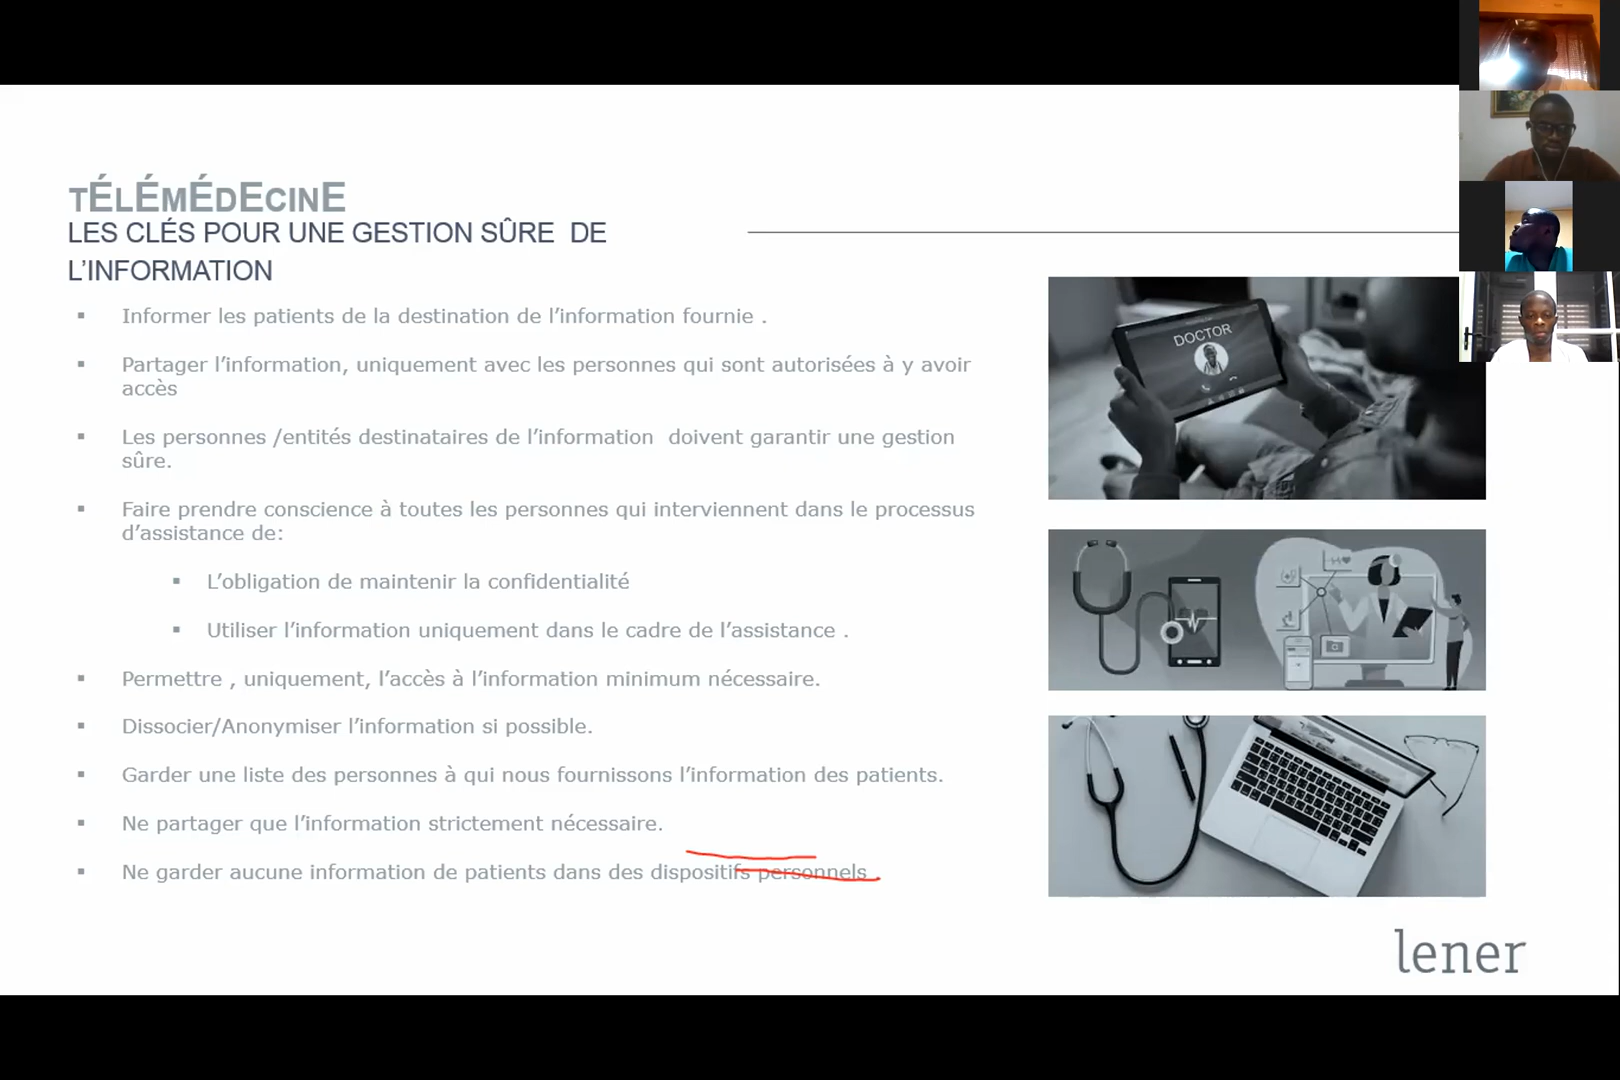 TÉLÉMÉDECINE
LES CLÉS POUR UNE GESTION SÛRE DE
L'INFORMATION
▪ Informer les patients de la destination de l'information fournie .
▪ Partager l'information, uniquement avec les personnes qui sont autorisées à y avoir
accès
▪ Les personnes /entités destinataires de l'information doivent garantir une gestion
sûre.
▪ Faire prendre conscience à toutes les personnes qui interviennent dans le processus
d'assistance de:
▪ L'obligation de maintenir la confidentialité
▪ Utiliser l'information uniquement dans le cadre de l'assistance .
▪ Permettre , uniquement, l'accès à l'information minimum nécessaire.
▪ Dissocier/Anonymiser l'information si possible.
▪ Garder une liste des personnes à qui nous fournissons l'information des patients.
▪ Ne partager que l'information strictement nécessaire.
▪ Ne garder aucune information de patients dans des dispositifs personnels .
DOCTOR
lener